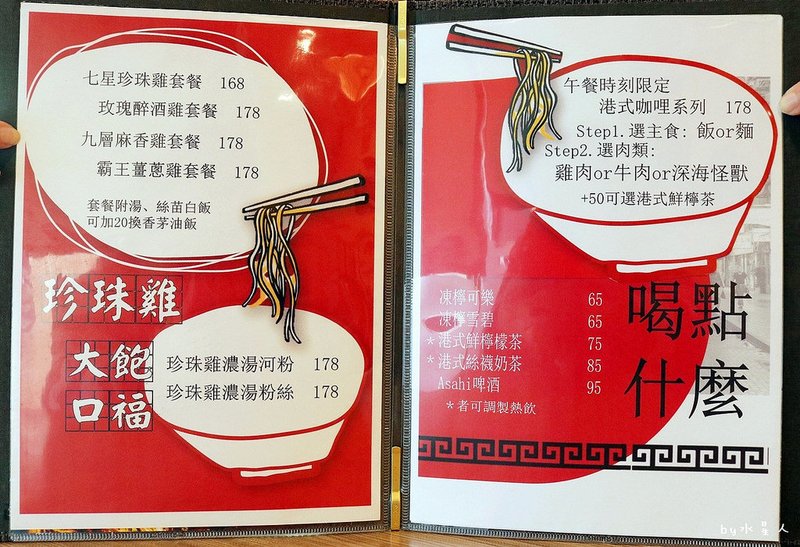 七星珍珠雞套餐 168
玫瑰醉酒雞套餐 178
九層麻香雞套餐 178
霸王薑蔥雞套餐 178
套餐附湯、絲苗白飯
可加20換香茅油飯
珍珠雞
大飽
口福
珍珠雞濃湯河粉 178
珍珠雞濃湯粉絲 178
午餐時刻限定
港式咖哩系列 178
Step1.選主食: 飯or麵
Step2.選肉類:
雞肉or牛肉or深海怪獸
+50可選港式鮮檸茶
凍檸可樂 65
凍檸雪碧 65
*港式鮮檸檬茶 75
*港式絲襪奶茶 85
Asahi啤酒 95
*者可調製熱飲
喝點
什麼
by水星人